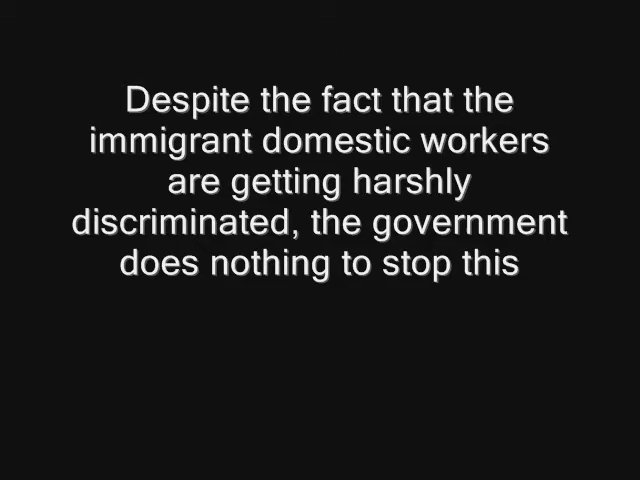 Despite the fact that the
immigrant domestic workers
are getting harshly
discriminated, the government
does nothing to stop this